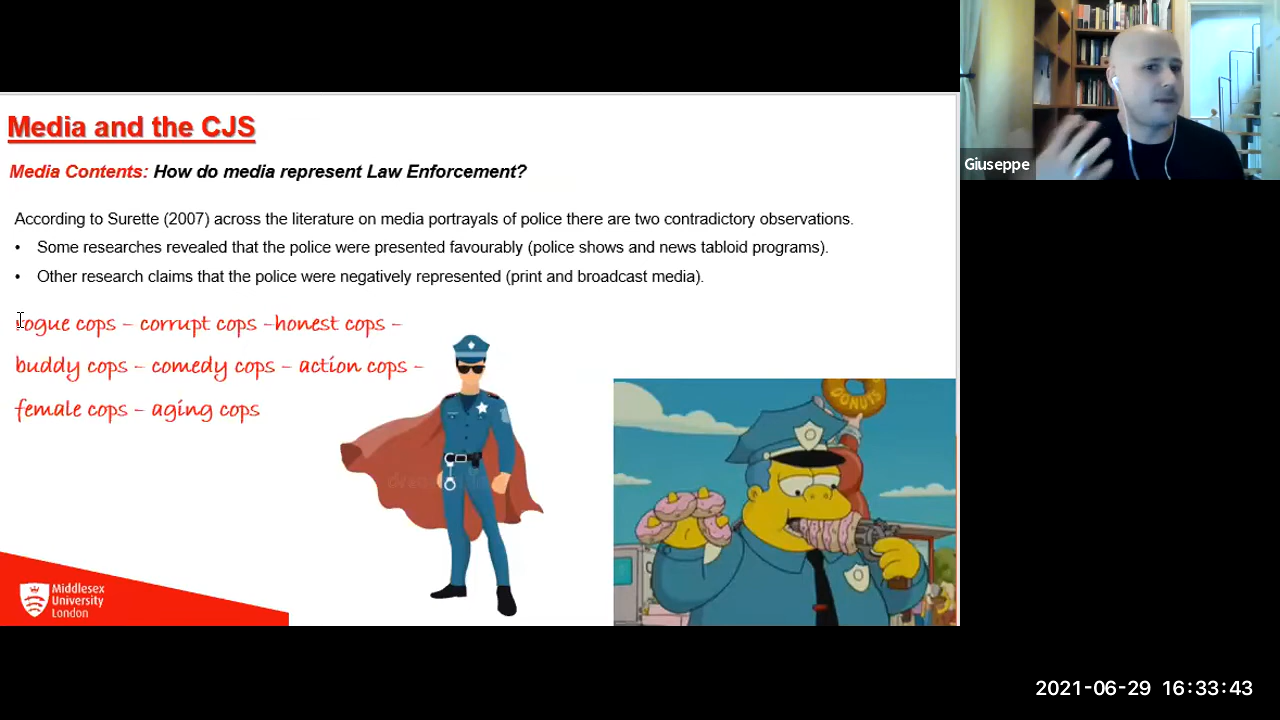 Media and the CJS
Media Contents: How do media represent Law Enforcement?
According to Surette (2007) across the literature on media portrayals of police there are two contradictory observations.
• Some researches revealed that the police were presented favourably (police shows and news tabloid programs).
• Other research claims that the police were negatively represented (print and broadcast media).
rogue cops – corrupt cops –honest cops –
buddy cops – comedy cops – action cops –
female cops – aging cops
DONUTS
Middlesex
University
London
Giuseppe
2021-06-29 16:33:43